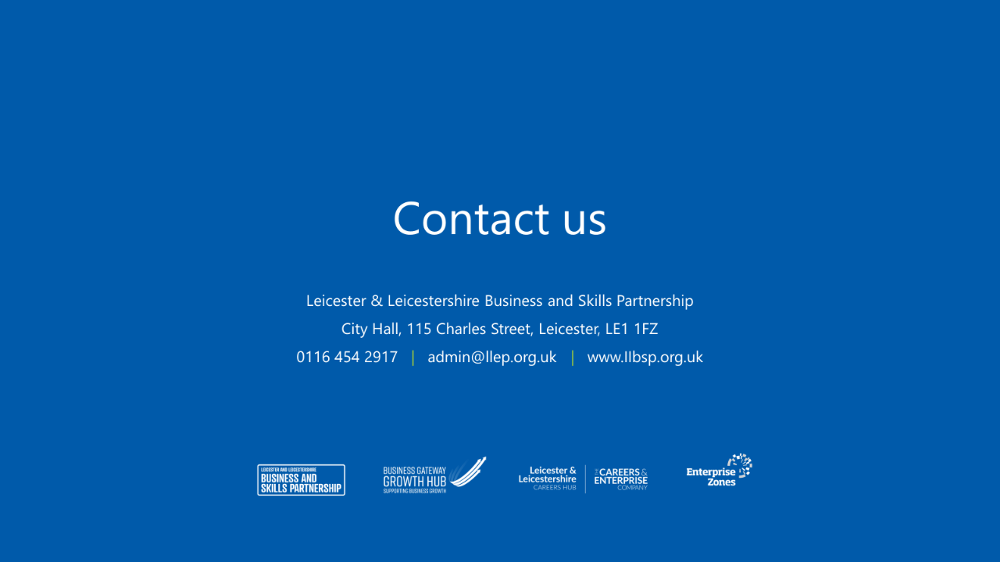 Contact us
Leicester & Leicestershire Business and Skills Partnership
City Hall, 115 Charles Street, Leicester, LE1 1FZ
0116 454 2917 | admin@llep.org.uk | www.IIbsp.org.uk
LEICESTER AND LEICESTERSHIRE
BUSINESS AND
SKILLS PARTNERSHIP
BUSINESS GATEWAY
GROWTH HUB
SUPPORTING BUSINESS GROWTH
Leicester &
Leicestershire
CAREERS HUB
THE CAREERS &
ENTERPRISE
COMPANY
Enterprise
Zones